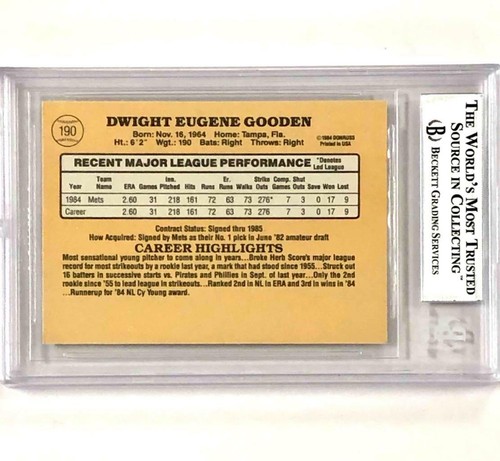 190
DWIGHT EUGENE GOODEN
Born: Nov. 16, 1964 Home: Tampa, Fla.
Ht.: 6'2" Wgt.: 190 Bats: Right Throws: Right
©1984 DONRUSS
Printed in USA
RECENT MAJOR LEAGUE PERFORMANCE *Denotes Led League
Year Team Name ERA Games Inn. Pitched Hits Runs Er. Runs Walks Strike Outs Comp. Games Shut Outs Save Won Lost
1984 Mets 2.60 31 218 161 72 63 73 276* 7 3 0 17 9
Career 2.60 31 218 161 72 63 73 276 7 3 0 17 9
Contract Status: Signed thru 1985
How Acquired: Signed by Mets as their No. 1 pick in June '82 amateur draft
CAREER HIGHLIGHTS
Most sensational young pitcher to come along in years...Broke Herb Score's major league
record for most strikeouts by a rookie last year, a mark that had stood since 1955...Struck out
16 batters in successive starts vs. Pirates and Phillies in Sept. of last year...Only the 2nd
rookie since '55 to lead league in strikeouts...Ranked 2nd in NL in ERA and 3rd in wins in '84
...Runnerup for '84 NL Cy Young award.
THE WORLD'S MOST TRUSTED
SOURCE IN COLLECTING™
B BECKETT GRADING SERVICES